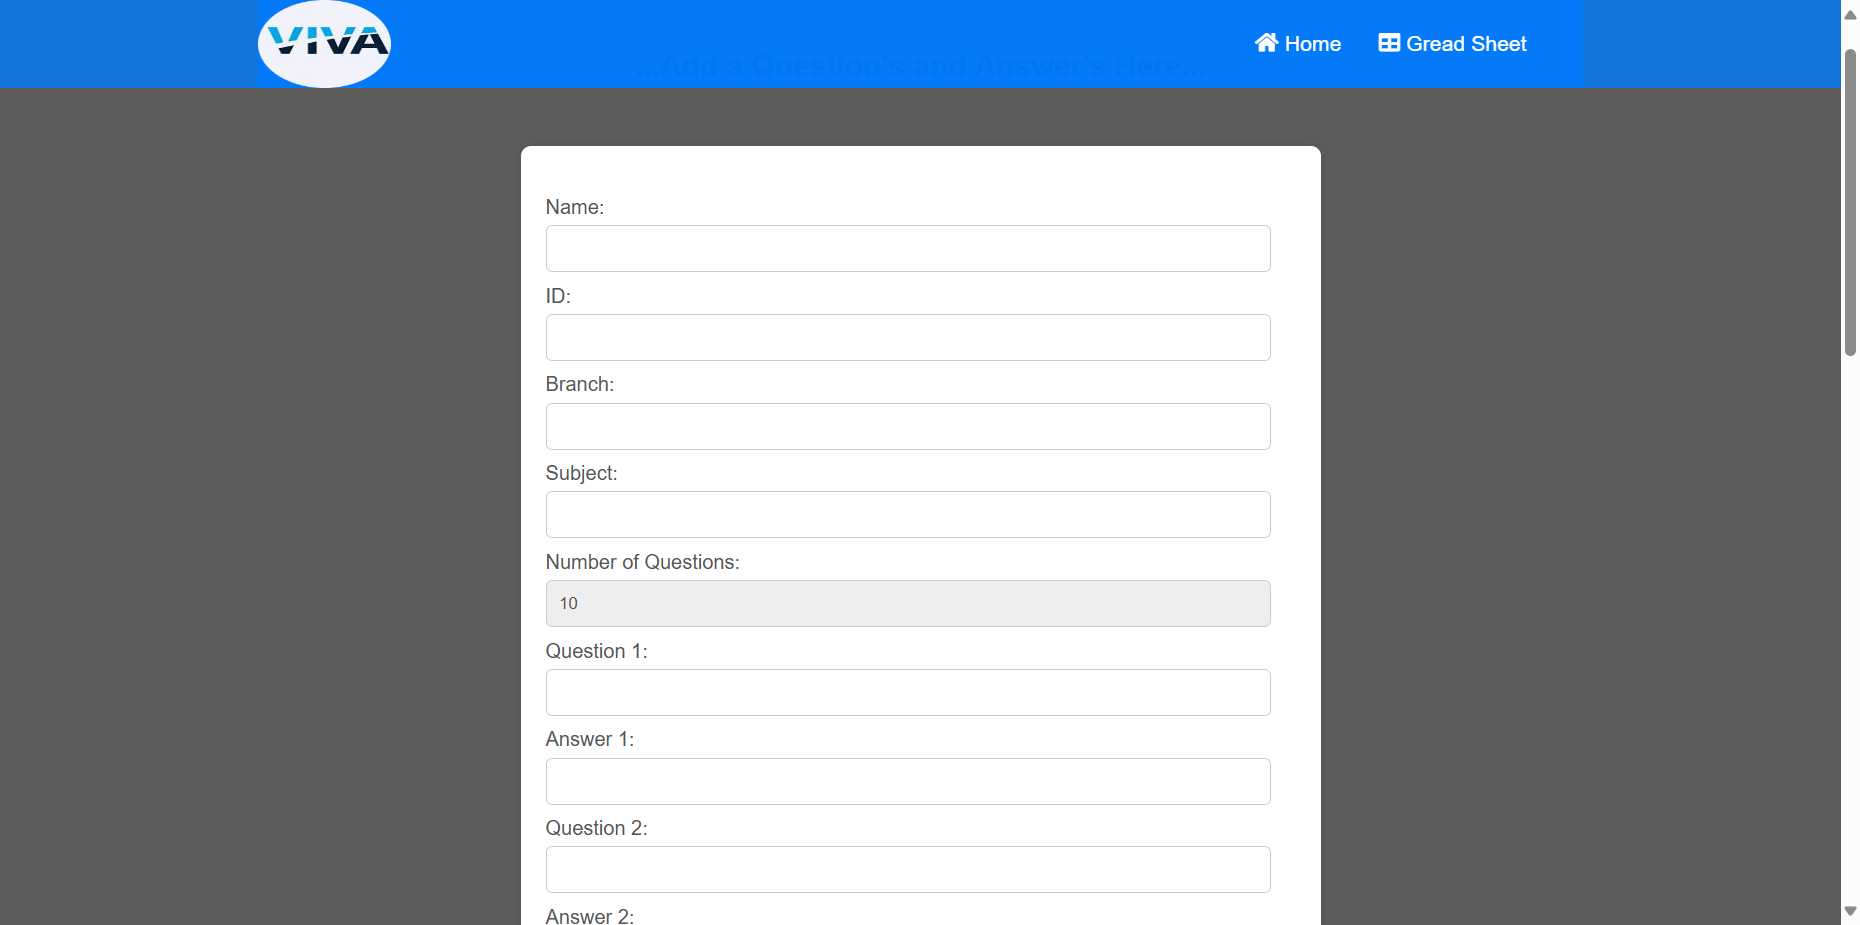 VIVA
Home
Gread Sheet
...Add a Question's and Answer's Here...
Name:
ID:
Branch:
Subject:
Number of Questions:
10
Question 1:
Answer 1:
Question 2:
Answer 2: